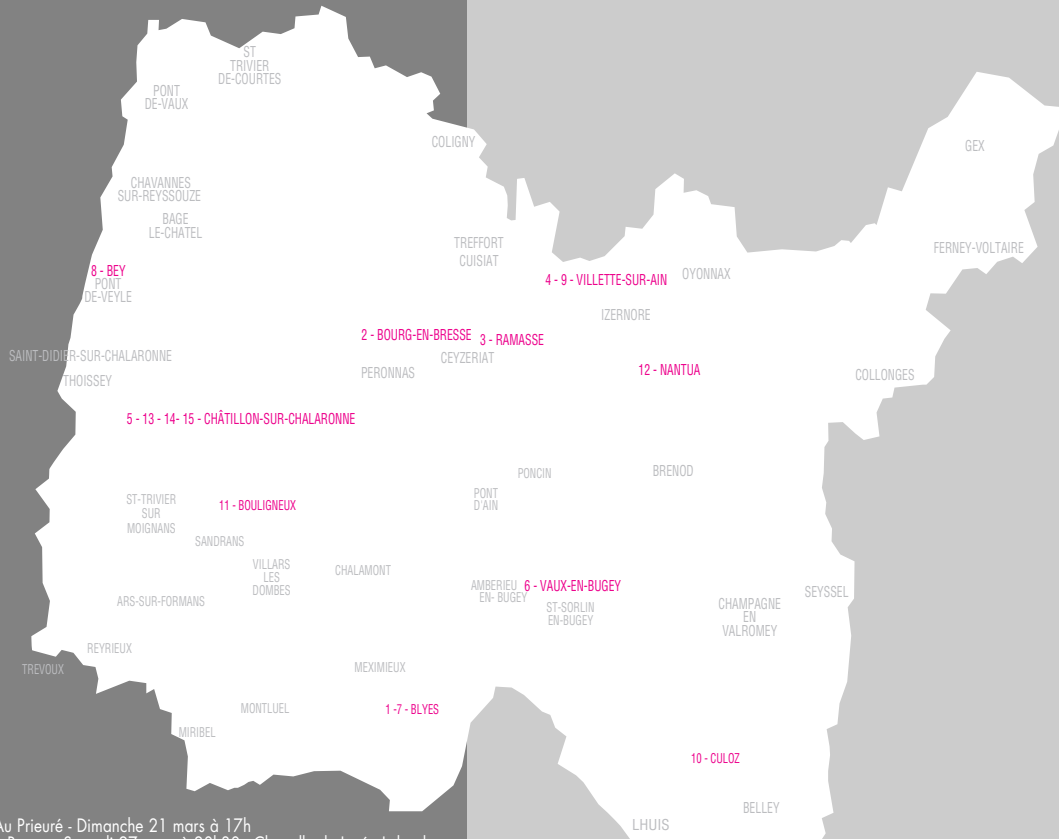 ST
TRIVIER
DE-COURTES
PONT
DE-VAUX
COLIGNY
GEX
CHAVANNES
SUR-REYSSOUZE
BAGE
LE-CHATEL
TREFFORT
CUISIAT
FERNEY-VOLTAIRE
8 - BEY
PONT
DE-VEYLE
4 - 9 - VILLETTE-SUR-AIN
OYONNAX
IZERNORE
2 - BOURG-EN-BRESSE
3 - RAMASSE
SAINT-DIDIER-SUR-CHALARONNE
CEYZERIAT
THOISSEY
PERONNAS
12 - NANTUA
COLLONGES
5 - 13 - 14- 15 - CHÂTILLON-SUR-CHALARONNE
PONCIN
BRENOD
ST-TRIVIER
SUR
MOIGNANS
11 - BOULIGNEUX
PONT
D'AIN
SANDRANS
VILLARS
LES
DOMBES
CHALAMONT
AMBERIEU
EN- BUGEY
6 - VAUX-EN-BUGEY
ST-SORLIN
EN-BUGEY
SEYSSEL
CHAMPAGNE
EN
VALROMEY
ARS-SUR-FORMANS
REYRIEUX
TREVOUX
MEXIMIEUX
MONTLUEL
1 -7 - BLYES
MIRIBEL
10 - CULOZ
BELLEY
LHUIS
Au Prieuré - Dimanche 21 mars à 17h